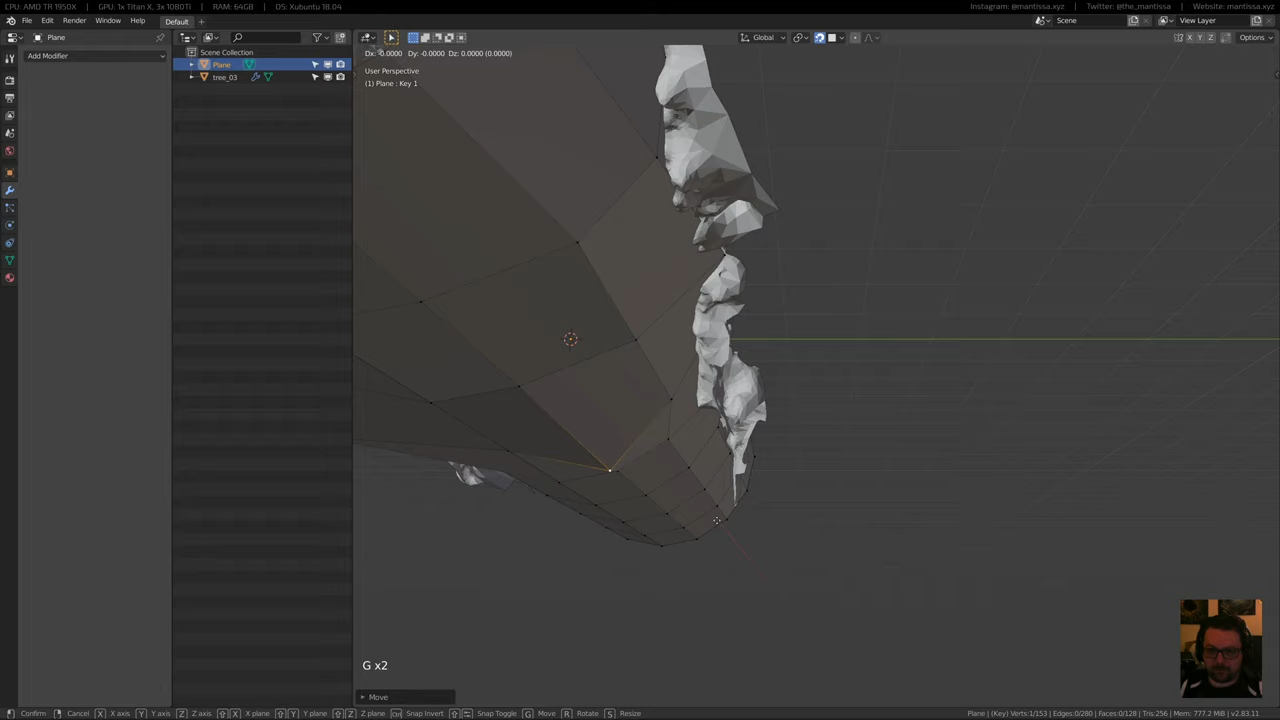 CPU: AMD TR 1950X | GPU: 1x Titan X, 3x 1080Ti | RAM: 64GB | OS: Xubuntu 18.04
Instagram: @the_mantissa | Twitter: @the_mantissa | Website: mantissa.xyz
File Edit Render Window Help Default
Scene View Layer
Plane
Global
Options
Add Modifier
Scene Collection
Plane
tree_03
Dx: -0.0000 Dy: -0.0000 Dz: 0.0000 (0.0000)
User Perspective
(1) Plane : Key 1
X Y Z
G x2
Move
Confirm Cancel X X axis Y Y axis Z Z axis X X plane Y Y plane Z Z plane Ctrl Snap Invert Snap Toggle G Move R Rotate S Resize
Plane | (Key) Verts:1/153 | Edges:0/280 | Faces:0/128 | Tris:256 | Mem: 777.2 MiB | v2.83.11